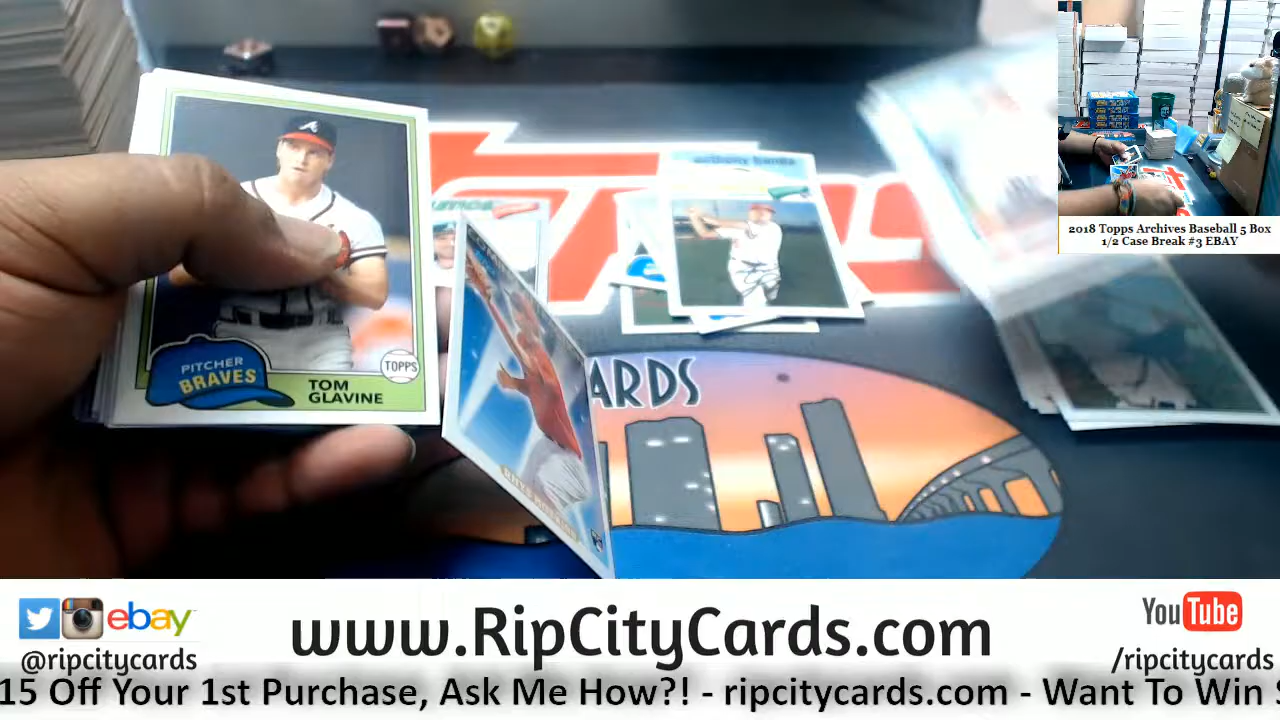 2018 Topps Archives Baseball 5 Box
1/2 Case Break #3 EBAY
PITCHER
BRAVES
TOM
GLAVINE
TOPPS
ARDS
ebay
@ripcitycards
www.RipCityCards.com
YouTube
/ripcitycards
15 Off Your 1st Purchase, Ask Me How?! - ripcitycards.com - Want To Win